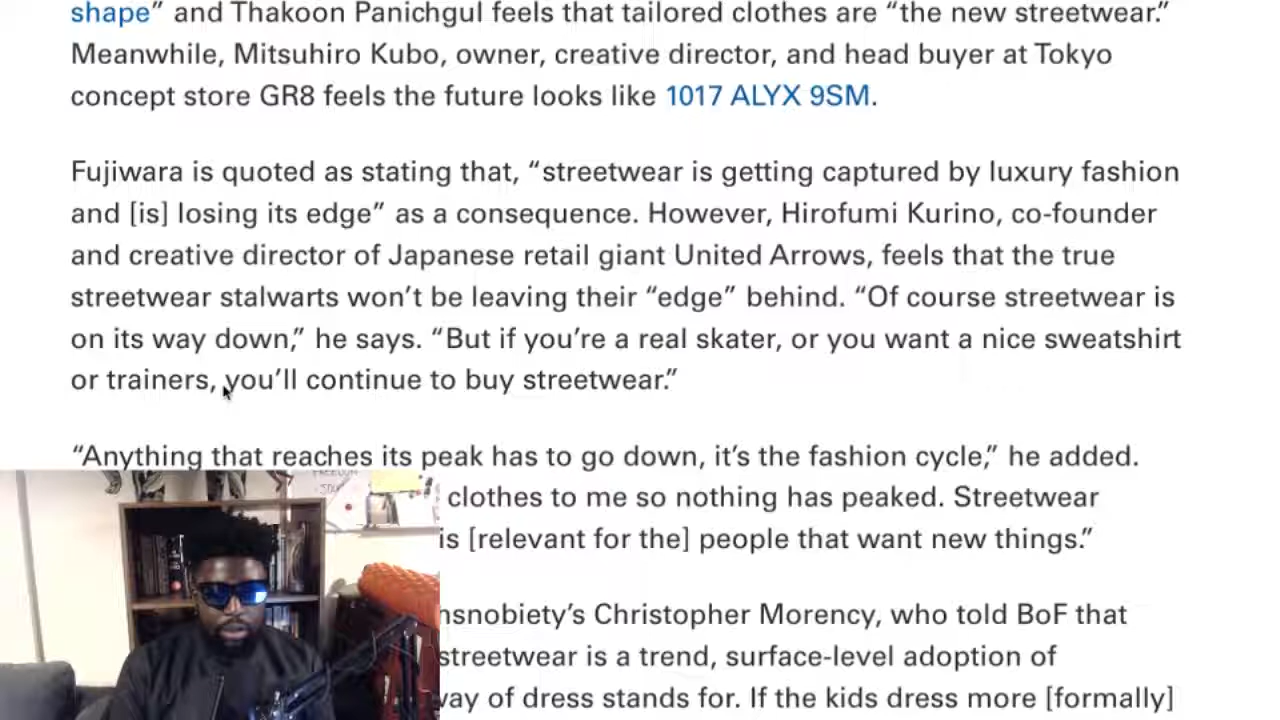 shape” and Thakoon Panichgul feels that tailored clothes are “the new streetwear.”
Meanwhile, Mitsuhiro Kubo, owner, creative director, and head buyer at Tokyo
concept store GR8 feels the future looks like 1017 ALYX 9SM.
Fujiwara is quoted as stating that, “streetwear is getting captured by luxury fashion
and [is] losing its edge” as a consequence. However, Hirofumi Kurino, co-founder
and creative director of Japanese retail giant United Arrows, feels that the true
streetwear stalwarts won’t be leaving their “edge” behind. “Of course streetwear is
on its way down,” he says. “But if you’re a real skater, or you want a nice sweatshirt
or trainers, you’ll continue to buy streetwear.”
“Anything that reaches its peak has to go down, it’s the fashion cycle,” he added.
clothes to me so nothing has peaked. Streetwear
is [relevant for the] people that want new things.”
nsnobiety’s Christopher Morency, who told BoF that
streetwear is a trend, surface-level adoption of
way of dress stands for. If the kids dress more [formally]